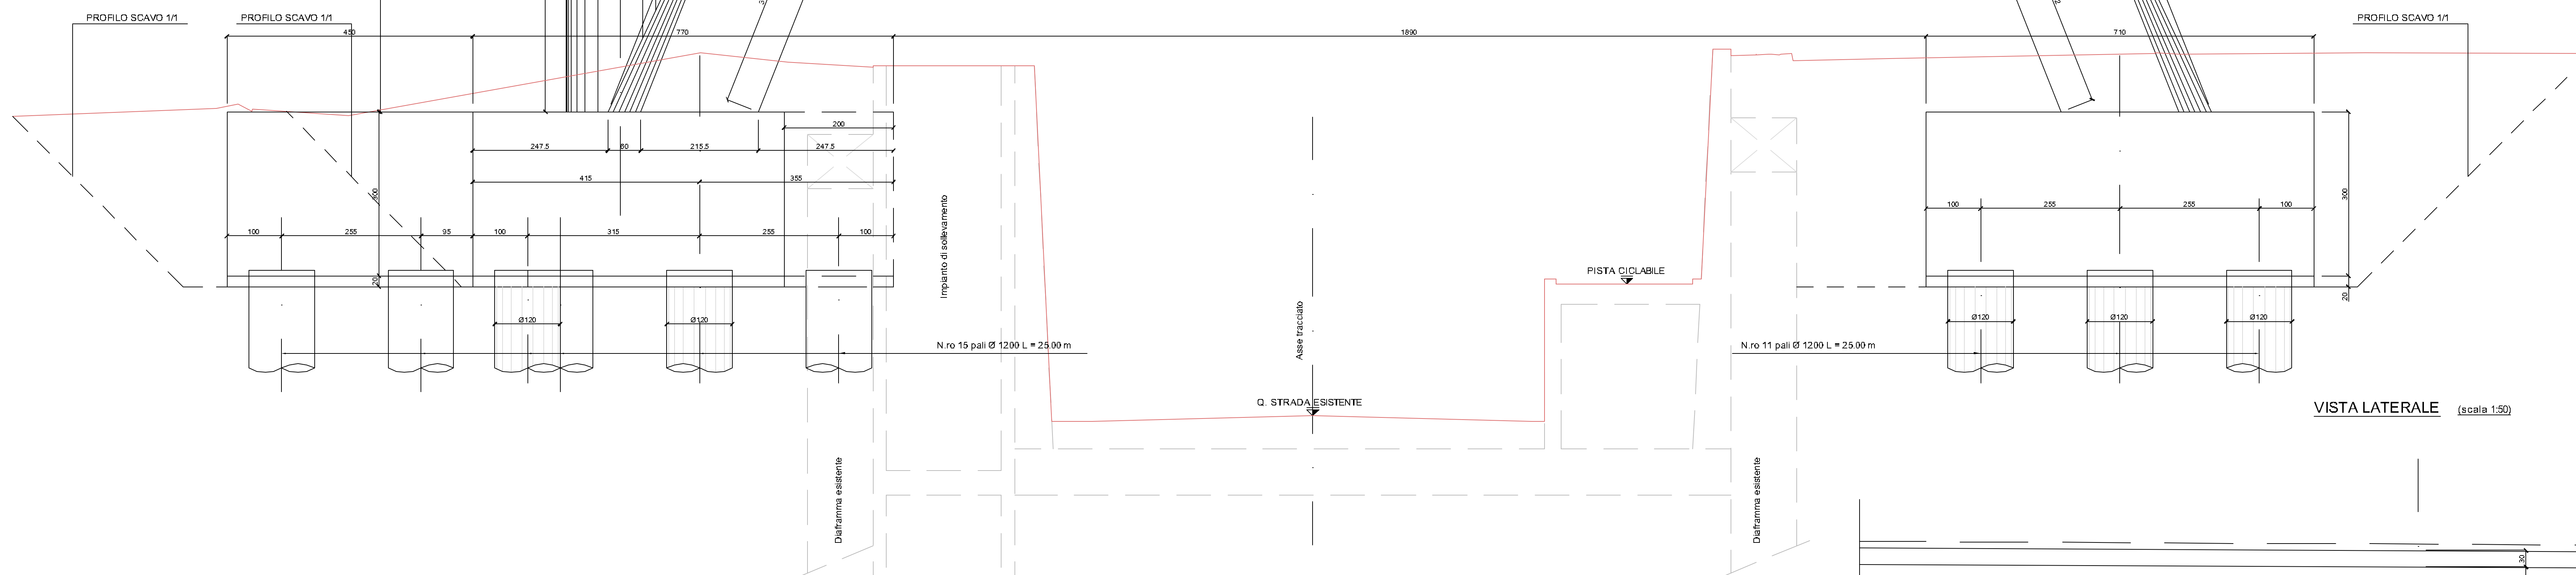 PROFILO SCAVO 1/1
PROFILO SCAVO 1/1
PROFILO SCAVO 1/1
450
770
1890
710
200
247.5
60
215.5
247.5
415
355
300
100
255
95
100
315
255
100
20
Ø120
Ø120
Impianto di sollevamento
N.ro 15 pali Ø 1200 L = 25.00 m
Diaframma esistente
Asse tracciato
Q. STRADA ESISTENTE
PISTA CICLABILE
N.ro 11 pali Ø 1200 L = 25.00 m
Diaframma esistente
100
255
255
100
300
20
Ø120
Ø120
Ø120
VISTA LATERALE (scala 1:50)
30